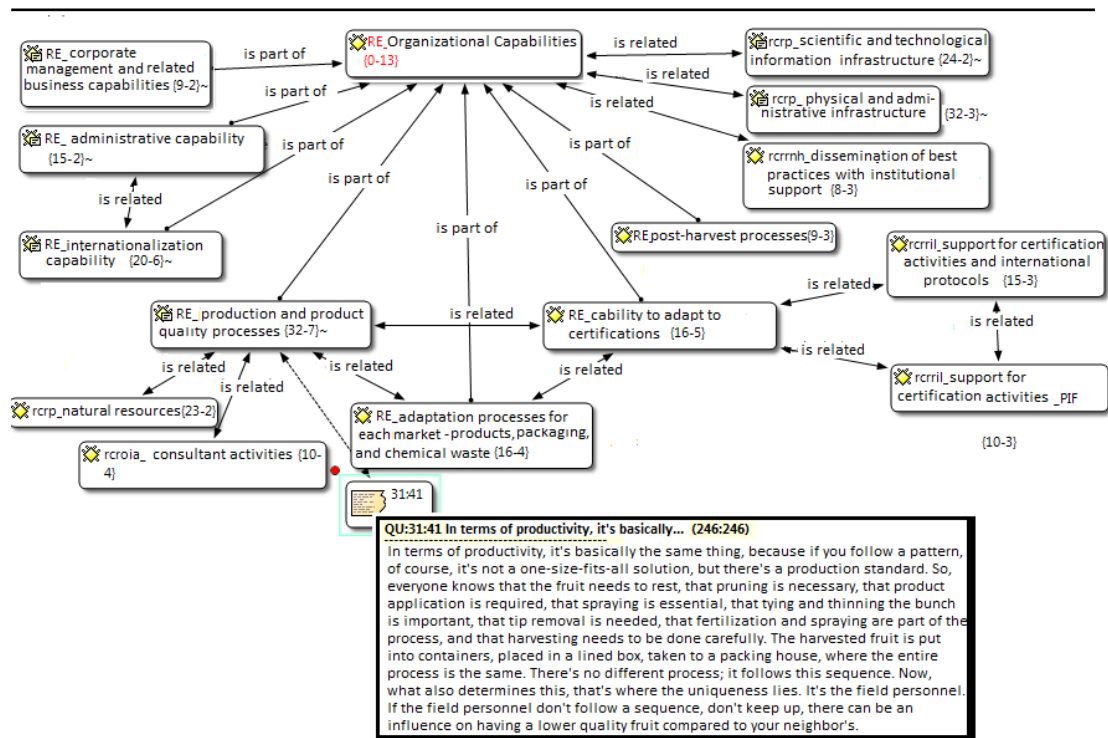 RE_corporate
management and related
business capabilities {9-2}~
is part of
RE_Organizational Capabilities
{0-13}
is related
rcrp_scientific and technological
information infrastructure {24-2}~
is related
rcrp_ physical and admi-
nistrative infrastructure {32-3}~
is part of
is related
RE_ administrative capability
{15-2}~
is part of
is part of
rcrrnh_dissemination of best
practices with institutional
support {8-3}
is part of
is part of
is related
is part of
RE_internationalization
capability {20-6}~
REpost-harvest processes{9-3}
rcrril_support for certification
activities and international
protocols {15-3}
is related
RE_iproduction and product
quality processes {32-7}~
is related
RE_cability to adapt to
certifications {16-5}
is related
is related
is related
is related
is related
is related
rcrril_support for
certification activities _PIF
{10-3}
rcrp_natural resources{23-2}
RE_adaptation processes for
each market -products, packaging,
and chemical waste {16-4}
rcroia_ consultant activities {10-
4}
31:41
QU:31:41 In terms of productivity, it's basically... (246:246)
In terms of productivity, it's basically the same thing, because if you follow a pattern,
of course, it's not a one-size-fits-all solution, but there's a production standard. So,
everyone knows that the fruit needs to rest, that pruning is necessary, that product
application is required, that spraying is essential, that tying and thinning the bunch
is important, that tip removal is needed, that fertilization and spraying are part of the
process, and that harvesting needs to be done carefully. The harvested fruit is put
into containers, placed in a lined box, taken to a packing house, where the entire
process is the same. There's no different process; it follows this sequence. Now,
what also determines this, that's where the uniqueness lies. It's the field personnel.
If the field personnel don't follow a sequence, don't keep up, there can be an
influence on having a lower quality fruit compared to your neighbor's.